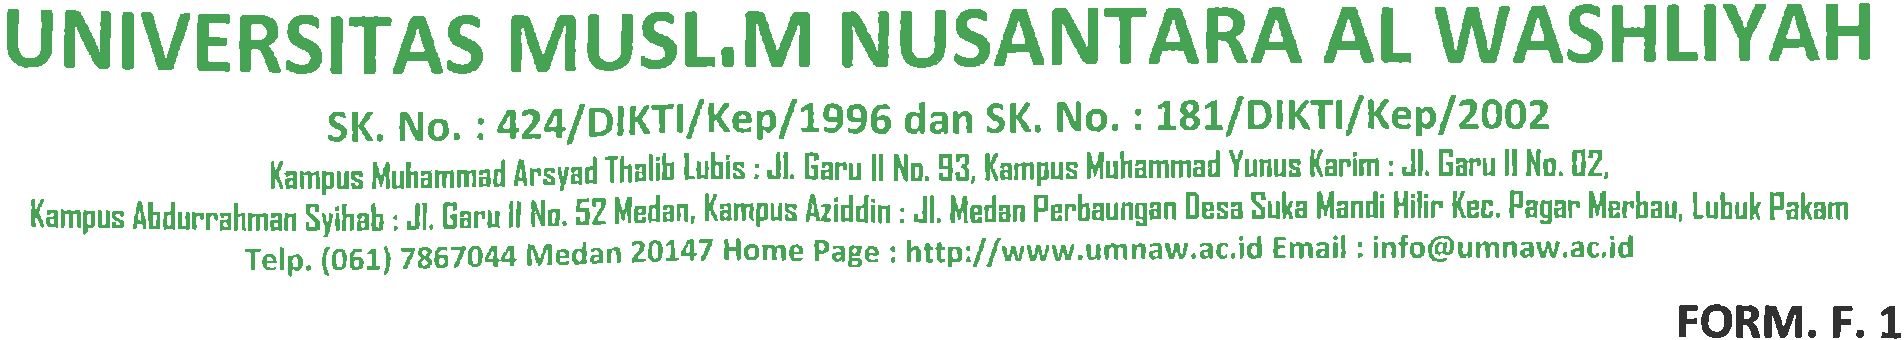 UNIVERSITAS MUSL.M NUSANTARA AL WASHLIYAH
SK. No. : 424/DIKTI/Kep/1996 dan SK. No. : 181/DIKTI/Kep/2002
Kampus Muhammad Arsyad Thalib Lubis : Jl. Garu II No. 93, Kampus Muhammad Yunus Karim : Jl. Garu II No. 02,
Kampus Abdurrahman Syihab : Jl. Garu II No. 52 Medan, Kampus Aziddin : Jl. Medan Perbaungan Desa Suka Mandi Hilir Kec. Pagar Merbau, Lubuk Pakam
Telp. (061) 7867044 Medan 20147 Home Page : http://www.umnaw.ac.id Email : info@umnaw.ac.id
FORM. F. 1